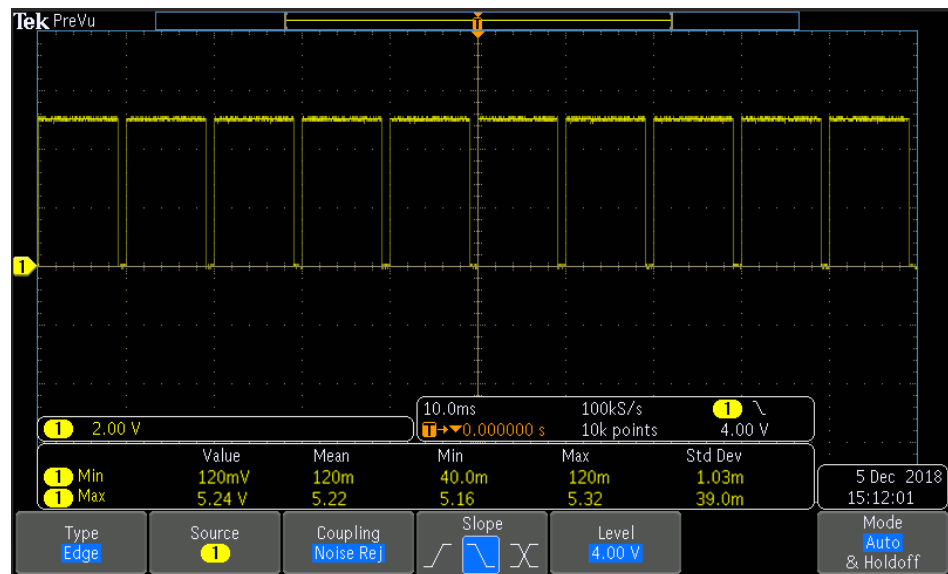 Tek PreVu
T
1
10.0ms 100kS/s 1
1 2.00 V
T→▼0.000000 s 10k points 4.00 V
Value Mean Min Max Std Dev
1 Min 120mV 120m 40.0m 120m 1.03m
1 Max 5.24 V 5.22 5.16 5.32 39.0m
5 Dec 2018
15:12:01
Type
Edge
Source
1
Coupling
Noise Rej
Slope
Level
4.00 V
Mode
Auto
& Holdoff